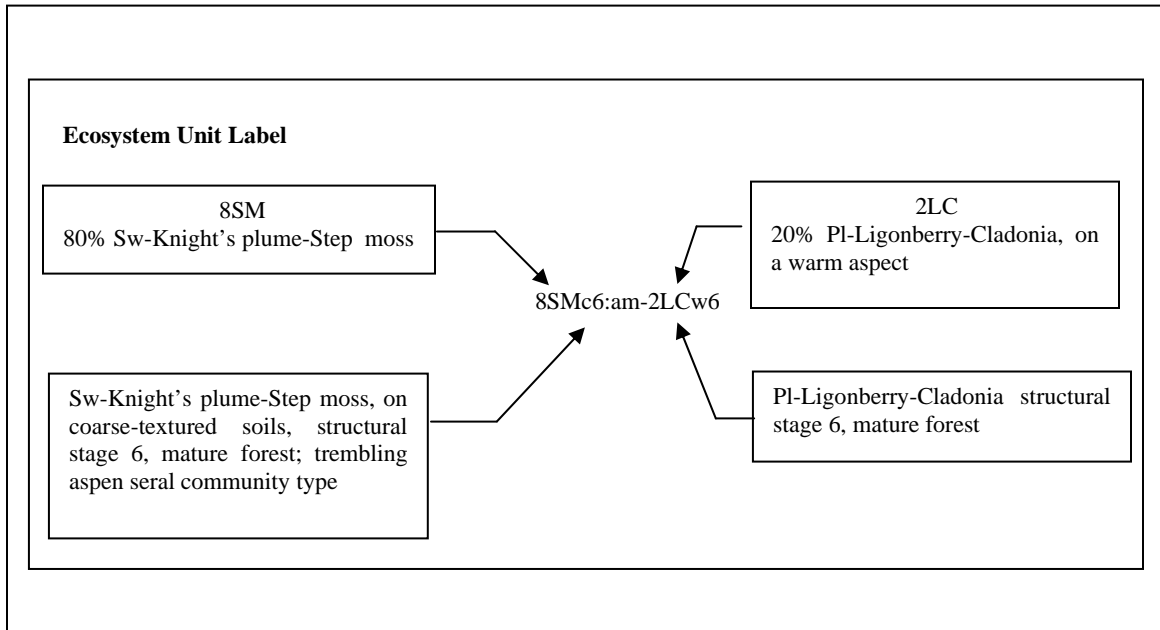 Ecosystem Unit Label
8SM
80% Sw-Knight's plume-Step moss
2LC
20% Pl-Ligonberry-Cladonia, on
a warm aspect
8SMc6:am-2LCw6
Sw-Knight's plume-Step moss, on
coarse-textured soils, structural
stage 6, mature forest; trembling
aspen seral community type
Pl-Ligonberry-Cladonia structural
stage 6, mature forest